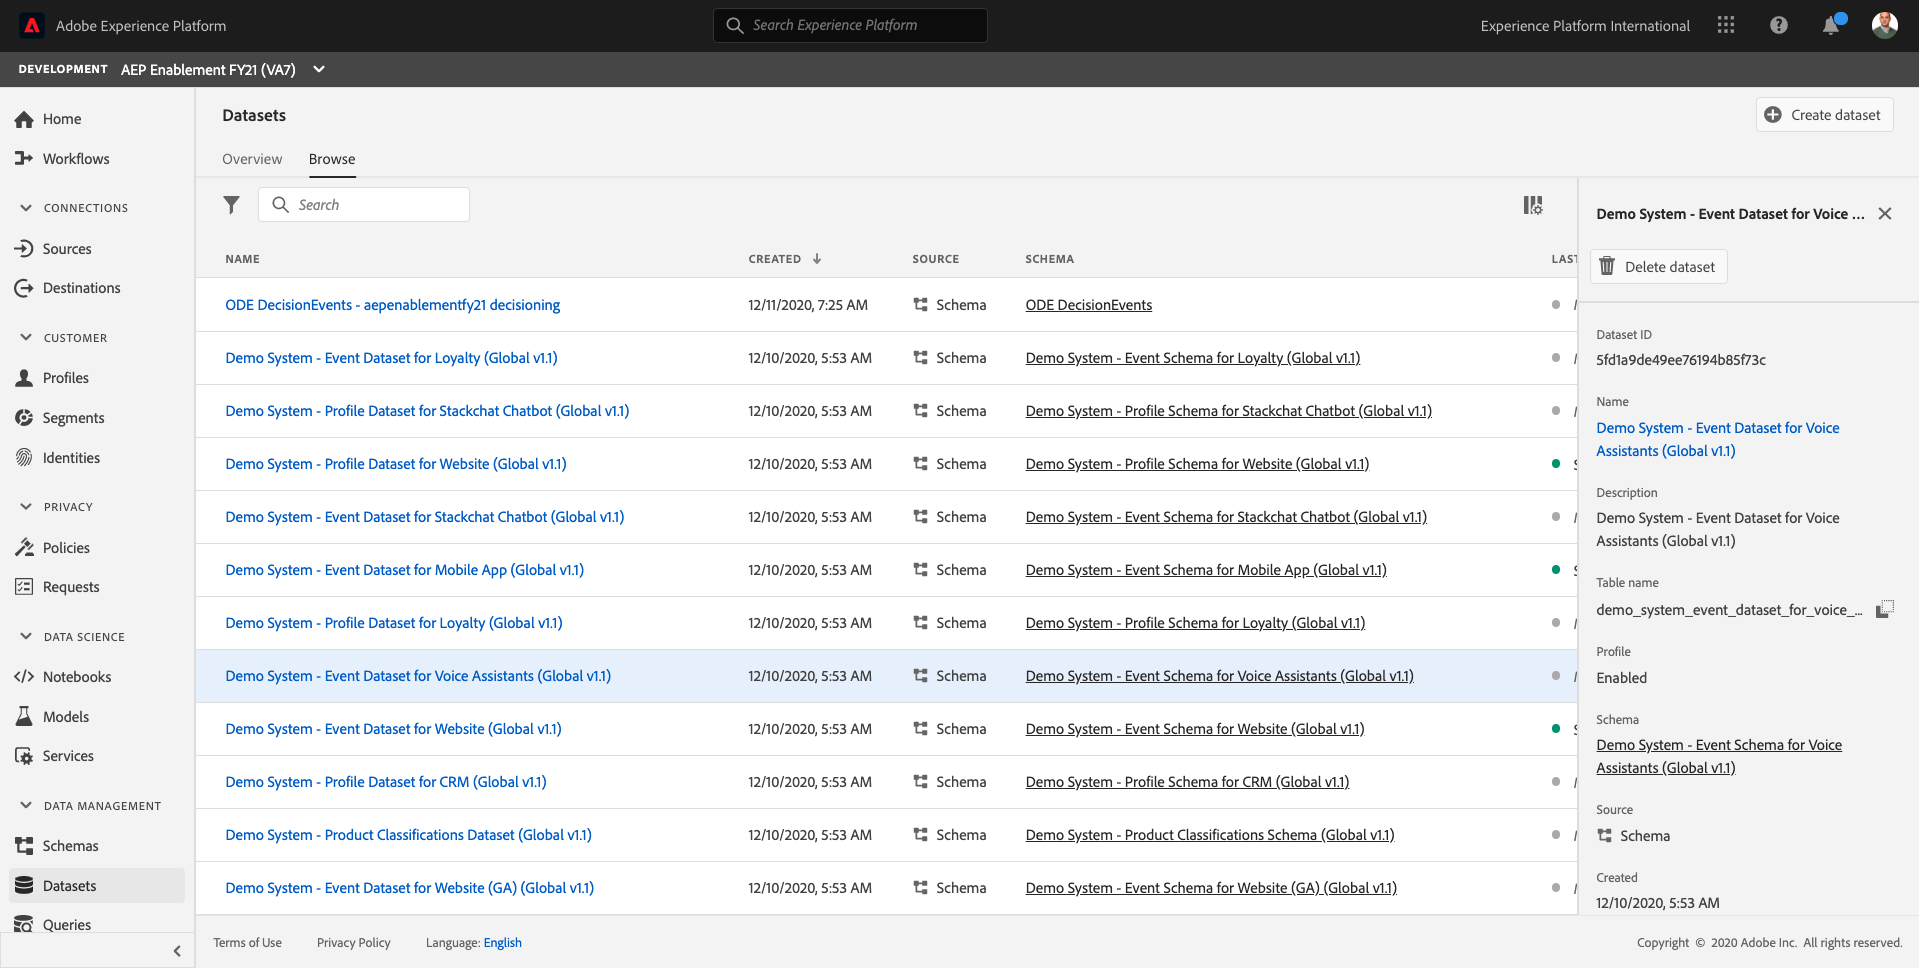 Adobe Experience Platform
Search Experience Platform
Experience Platform International
DEVELOPMENT AEP Enablement FY21 (VA7)
Home
Workflows
CONNECTIONS
Sources
Destinations
CUSTOMER
Profiles
Segments
Identities
PRIVACY
Policies
Requests
DATA SCIENCE
Notebooks
Models
Services
DATA MANAGEMENT
Schemas
Datasets
Queries
Datasets
Create dataset
Overview Browse
Search
NAME CREATED SOURCE SCHEMA LAST
ODE DecisionEvents - aepenablementfy21 decisioning 12/11/2020, 7:25 AM Schema ODE DecisionEvents
Demo System - Event Dataset for Loyalty (Global v1.1) 12/10/2020, 5:53 AM Schema Demo System - Event Schema for Loyalty (Global v1.1)
Demo System - Profile Dataset for Stackchat Chatbot (Global v1.1) 12/10/2020, 5:53 AM Schema Demo System - Profile Schema for Stackchat Chatbot (Global v1.1)
Demo System - Profile Dataset for Website (Global v1.1) 12/10/2020, 5:53 AM Schema Demo System - Profile Schema for Website (Global v1.1)
Demo System - Event Dataset for Stackchat Chatbot (Global v1.1) 12/10/2020, 5:53 AM Schema Demo System - Event Schema for Stackchat Chatbot (Global v1.1)
Demo System - Event Dataset for Mobile App (Global v1.1) 12/10/2020, 5:53 AM Schema Demo System - Event Schema for Mobile App (Global v1.1)
Demo System - Profile Dataset for Loyalty (Global v1.1) 12/10/2020, 5:53 AM Schema Demo System - Profile Schema for Loyalty (Global v1.1)
Demo System - Event Dataset for Voice Assistants (Global v1.1) 12/10/2020, 5:53 AM Schema Demo System - Event Schema for Voice Assistants (Global v1.1)
Demo System - Event Dataset for Website (Global v1.1) 12/10/2020, 5:53 AM Schema Demo System - Event Schema for Website (Global v1.1)
Demo System - Profile Dataset for CRM (Global v1.1) 12/10/2020, 5:53 AM Schema Demo System - Profile Schema for CRM (Global v1.1)
Demo System - Product Classifications Dataset (Global v1.1) 12/10/2020, 5:53 AM Schema Demo System - Product Classifications Schema (Global v1.1)
Demo System - Event Dataset for Website (GA) (Global v1.1) 12/10/2020, 5:53 AM Schema Demo System - Event Schema for Website (GA) (Global v1.1)
Demo System - Event Dataset for Voice ...
Delete dataset
Dataset ID
5fd1a9de49ee76194b85f73c
Name
Demo System - Event Dataset for Voice
Assistants (Global v1.1)
Description
Demo System - Event Dataset for Voice
Assistants (Global v1.1)
Table name
demo_system_event_dataset_for_voice_...
Profile
Enabled
Schema
Demo System - Event Schema for Voice
Assistants (Global v1.1)
Source
Schema
Created
12/10/2020, 5:53 AM
Terms of Use Privacy Policy Language: English
Copyright © 2020 Adobe Inc. All rights reserved.